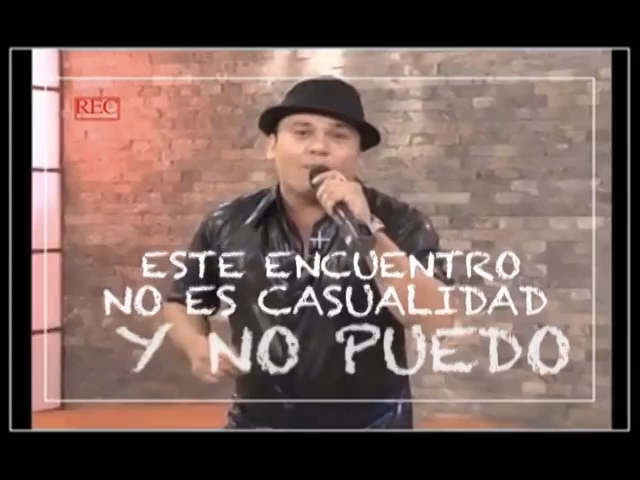 REC
ESTE ENCUENTRO
NO ES CASUALIDAD
Y NO PUEDO